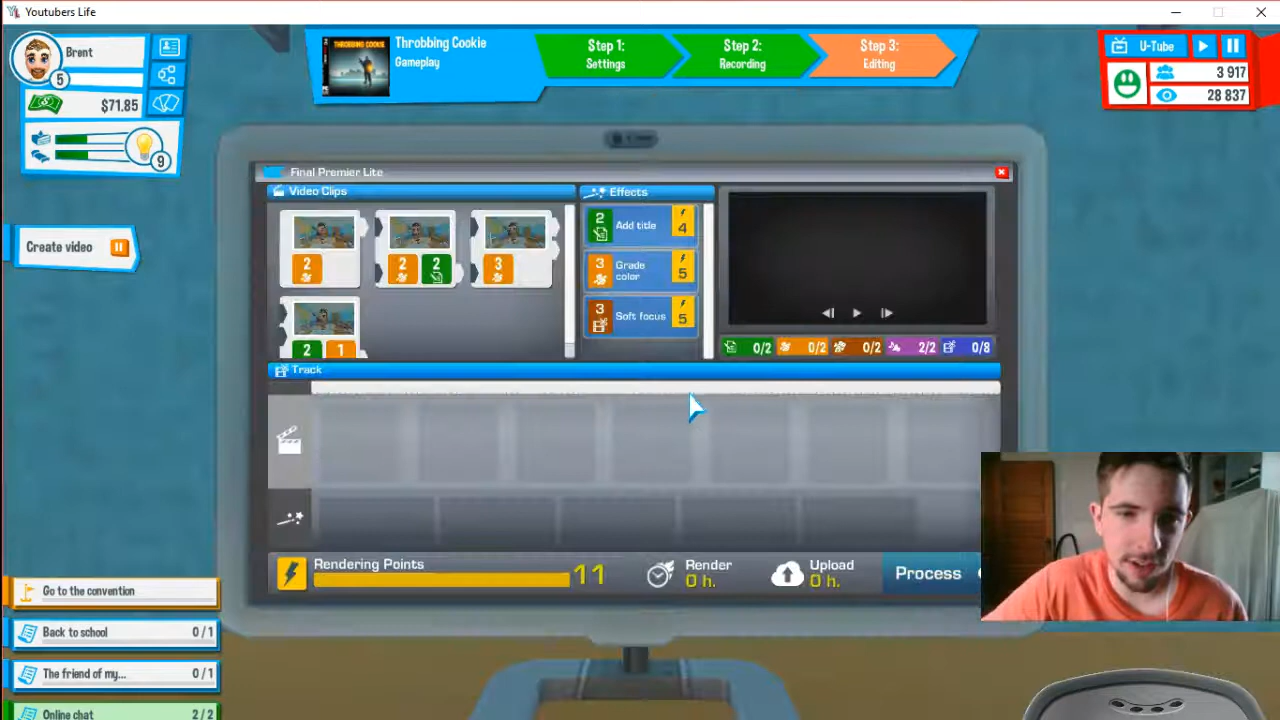 Youtubers Life
Brent
5
$71.85
9
THROBBING COOKIE
Throbbing Cookie
Gameplay
Step 1:
Settings
Step 2:
Recording
Step 3:
Editing
U-Tube
3 917
28 837
Create video
Final Premier Lite
Video Clips
Effects
2
2
2
3
2
1
2
Add title
4
3
Grade
color
5
3
Soft focus
5
0/2
0/2
0/2
2/2
0/8
Track
Rendering Points
11
Render
0 h.
Upload
0 h.
Process
Go to the convention
Back to school
0/1
The friend of my...
0/1
Online chat
2/2